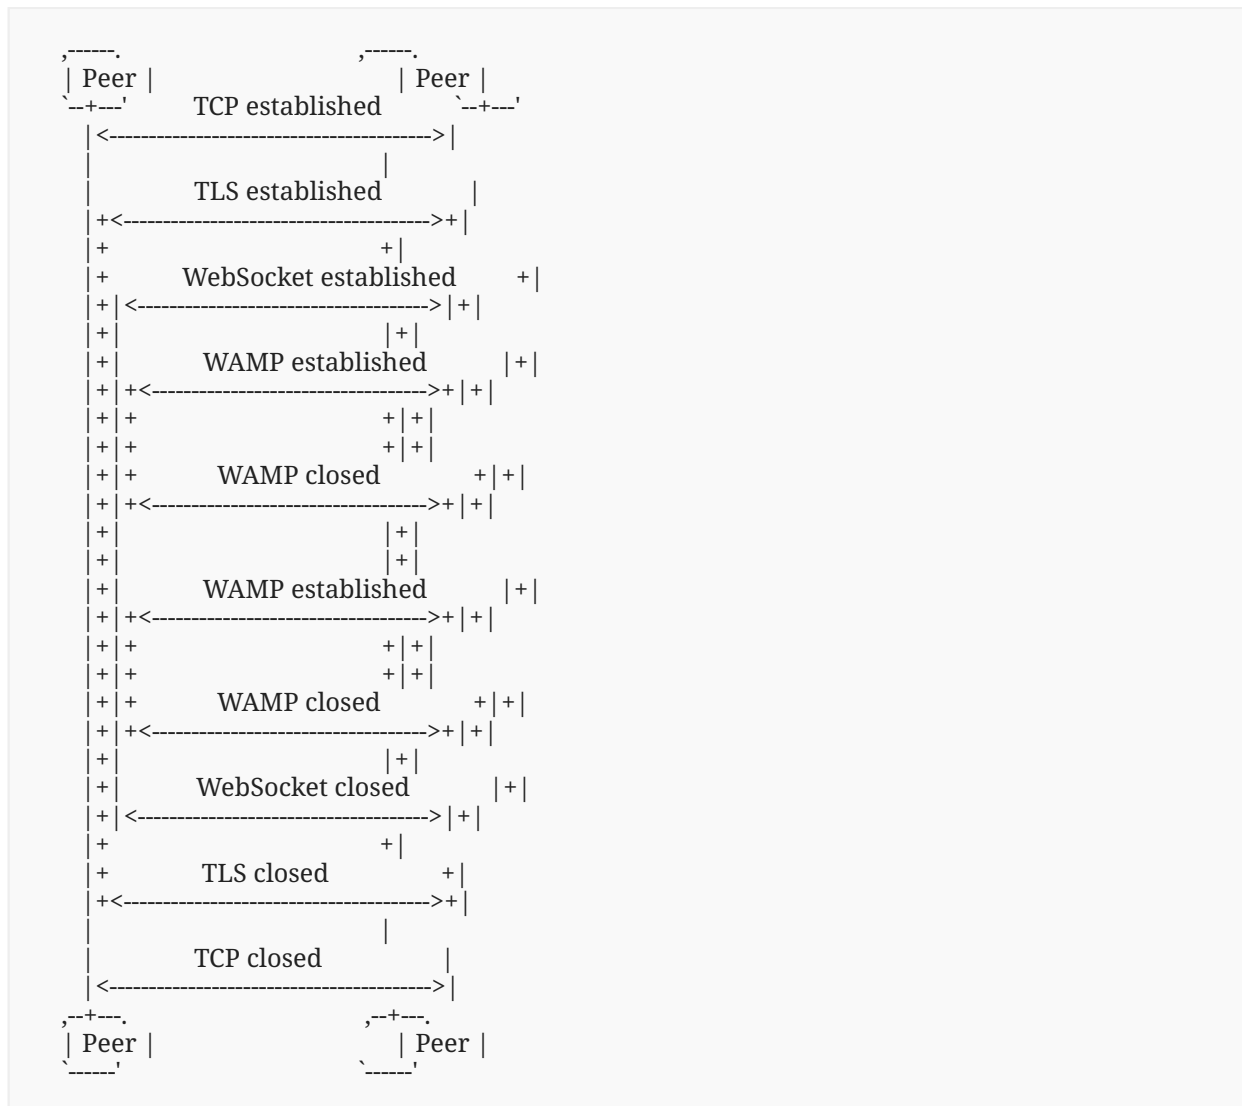 ,------.                                    ,------.
| Peer |                                    | Peer |
`--+---'          TCP established           `--+---'
   |<----------------------------------------->|
   |                                           |
   |              TLS established              |
   |+<--------------------------------------->+|
   |+                                         +|
   |+           WebSocket established         +|
   |+|<------------------------------------->|+|
   |+|                                       |+|
   |+|            WAMP established           |+|
   |+|+<----------------------------------->+|+|
   |+|+                                     +|+|
   |+|+                                     +|+|
   |+|+             WAMP closed             +|+|
   |+|+<----------------------------------->+|+|
   |+|                                       |+|
   |+|                                       |+|
   |+|            WAMP established           |+|
   |+|+<----------------------------------->+|+|
   |+|+                                     +|+|
   |+|+                                     +|+|
   |+|+             WAMP closed             +|+|
   |+|+<----------------------------------->+|+|
   |+|                                       |+|
   |+|           WebSocket closed            |+|
   |+|<------------------------------------->|+|
   |+                                         +|
   |+              TLS closed                 +|
   |+<--------------------------------------->+|
   |                                           |
   |               TCP closed                  |
   |<----------------------------------------->|
,--+---.                                    ,--+---.
| Peer |                                    | Peer |
`------'                                    `------'